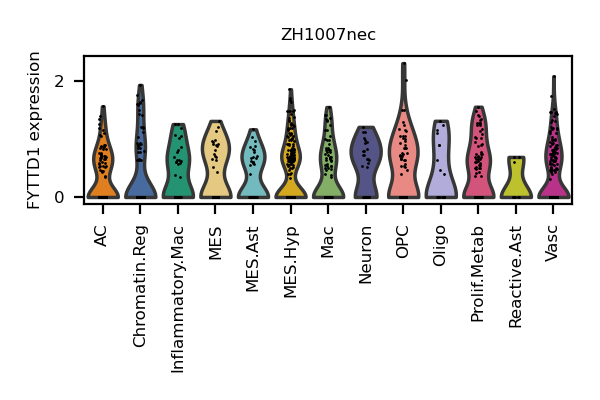 ZH1007nec
FYTTD1 expression
2
0
AC
Chromatin.Reg
Inflammatory.Mac
MES
MES.Ast
MES.Hyp
Mac
Neuron
OPC
Oligo
Prolif.Metab
Reactive.Ast
Vasc